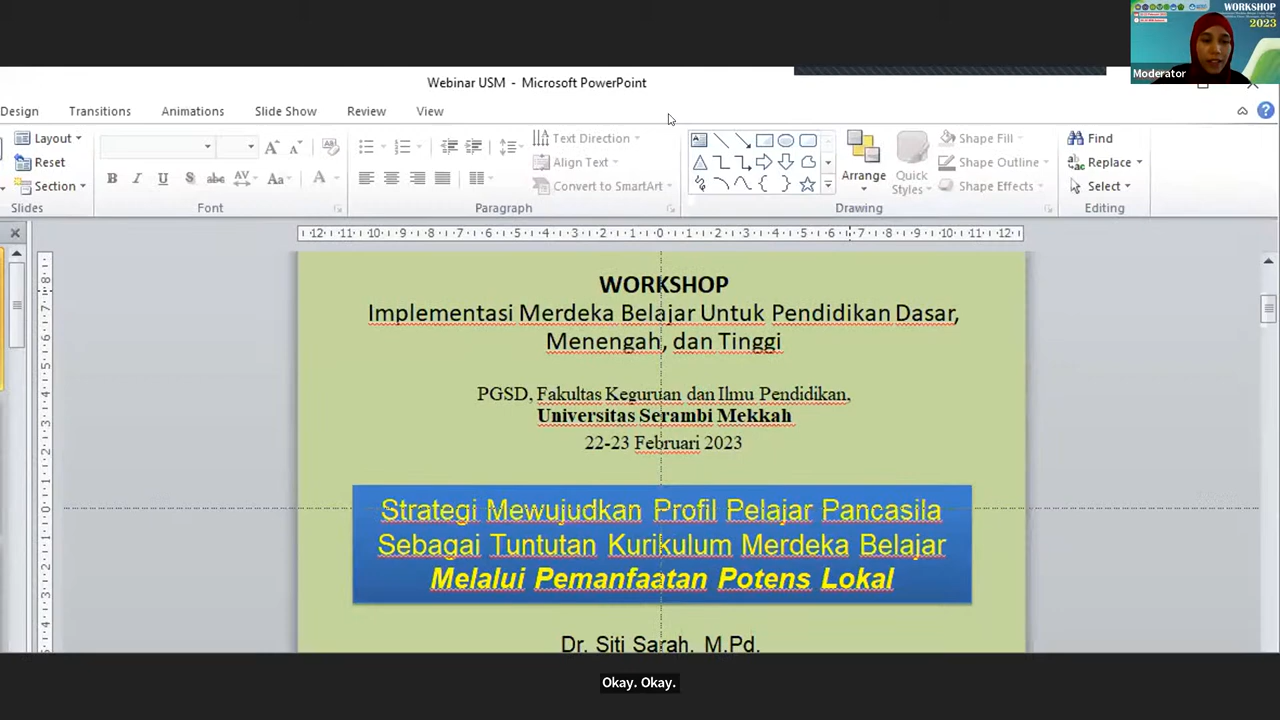 WORKSHOP
2023
Moderator
Webinar USM - Microsoft PowerPoint
Design Transitions Animations Slide Show Review View
Layout
Reset
Section
Slides
Font
Text Direction
Align Text
Convert to SmartArt
Paragraph
Arrange
Quick Styles
Shape Fill
Shape Outline
Shape Effects
Drawing
Find
Replace
Select
Editing
WORKSHOP
Implementasi Merdeka Belajar Untuk Pendidikan Dasar,
Menengah, dan Tinggi
PGSD, Fakultas Keguruan dan Ilmu Pendidikan,
Universitas Serambi Mekkah
22-23 Februari 2023
Strategi Mewujudkan Profil Pelajar Pancasila
Sebagai Tuntutan Kurikulum Merdeka Belajar
Melalui Pemanfaatan Potens Lokal
Dr. Siti Sarah, M.Pd.
Okay. Okay.